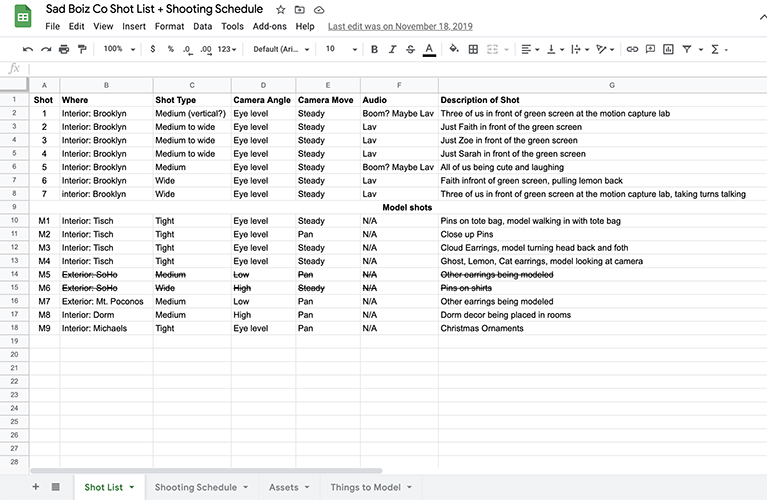 Sad Boiz Co Shot List + Shooting Schedule
File Edit View Insert Format Data Tools Add-ons Help Last edit was on November 18, 2019
100% $ % .0 .00 123 Default (Ari... 10 B I S A
fx
A B C D E F G
1 Shot Where Shot Type Camera Angle Camera Move Audio Description of Shot
2 1 Interior: Brooklyn Medium (vertical?) Eye level Steady Boom? Maybe Lav Three of us in front of green screen at the motion capture lab
3 2 Interior: Brooklyn Medium to wide Eye level Steady Lav Just Faith in front of the green screen
4 3 Interior: Brooklyn Medium to wide Eye level Steady Lav Just Zoe in front of the green screen
5 4 Interior: Brooklyn Medium to wide Eye level Steady Lav Just Sarah in front of the green screen
6 5 Interior: Brooklyn Medium Eye level Steady Boom? Maybe Lav All of us being cute and laughing
7 6 Interior: Brooklyn Wide Eye level Steady Lav Faith infront of green screen, pulling lemon back
8 7 interior: Brooklyn Wide Eye level Steady Lav Three of us in front of green screen at the motion capture lab, taking turns talking
9 Model shots
10 M1 Interior: Tisch Tight Eye level Steady N/A Pins on tote bag, model walking in with tote bag
11 M2 Interior: Tisch Tight Eye level Pan N/A Close up Pins
12 M3 Interior: Tisch Tight Eye level Steady N/A Cloud Earrings, model turning head back and foth
13 M4 Interior: Tisch Tight Eye level Steady N/A Ghost, Lemon, Cat earrings, model looking at camera
14 M5 Exterior: SoHo Medium Low Pan N/A Other earrings being modeled
15 M6 Exterior: SoHo Wide High Steady N/A Pins on shirts
16 M7 Exterior: Mt. Poconos Medium Low Pan N/A Other earrings being modeled
17 M8 Interior: Dorm Medium High Pan N/A Dorm decor being placed in rooms
18 M9 Interior: Michaels Tight Eye level Pan N/A Christmas Ornaments
19
20
21
22
23
24
25
26
27
28
Shot List Shooting Schedule Assets Things to Model